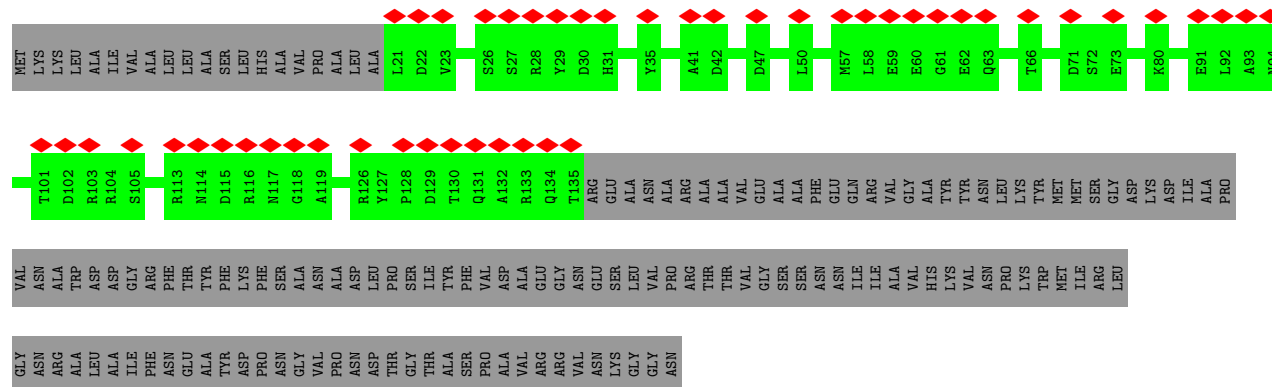 MET LYS LYS LEU ALA ILE VAL ALA LEU LEU ALA SER LEU HIS ALA VAL PRO ALA LEU ALA L21 D22 V23 S26 S27 R28 Y29 D30 H31 Y35 A41 D42 D47 L50 M57 L58 E59 E60 G61 E62 Q63 T66 D71 S72 E73 K80 E91 L92 A93 N94
T101 D102 R103 R104 S105 R113 N114 D115 R116 N117 G118 A119 R126 Y127 P128 D129 T130 Q131 A132 R133 Q134 T135 ARG GLU ALA ASN ALA ARG ALA ALA VAL GLU ALA ALA PHE GLU GLN ARG VAL GLY ALA TYR TYR ASN LEU LYS TYR MET MET SER GLY ASP LYS ASP ILE ALA PRO
VAL ASN ALA TRP ASP ASP GLY ARG PHE THR TYR PHE LYS PHE SER ALA ASN ALA ASP LEU PRO SER ILE TYR PHE VAL ASP ALA GLU GLY ASN GLU SER LEU VAL PRO ARG THR THR VAL GLY SER SER ASN ASN ILE ILE ALA VAL HIS LYS VAL ASN PRO LYS TRP MET ILE ARG LEU
GLY ASN ARG ALA LEU ALA ILE PHE ASN GLU ALA TYR ASP PRO ASN GLY VAL PRO ASN ASP THR GLY THR ALA SER PRO ALA VAL ARG ARG VAL ASN LYS GLY GLY ASN